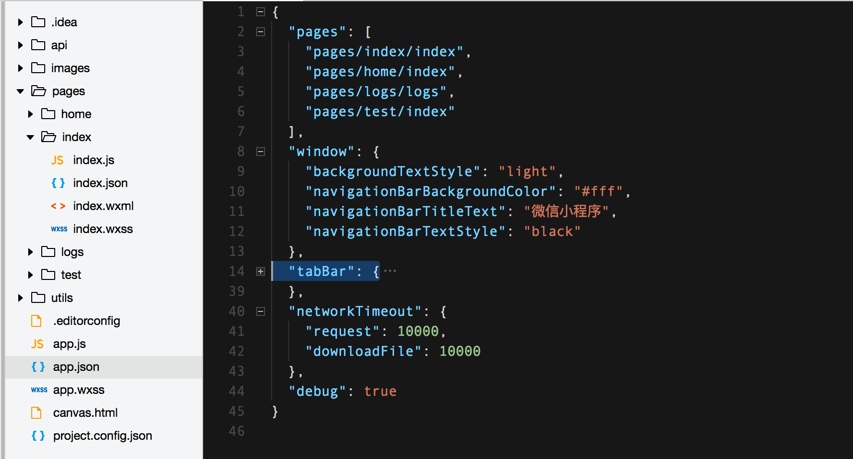 .idea
api
images
pages
home
index
JS index.js
{ } index.json
< > index.wxml
wxss index.wxss
logs
test
utils
.editorconfig
JS app.js
{ } app.json
wxss app.wxss
canvas.html
{ } project.config.json
1 {
2 "pages": [
3 "pages/index/index",
4 "pages/home/index",
5 "pages/logs/logs",
6 "pages/test/index"
7 ],
8 "window": {
9 "backgroundTextStyle": "light",
10 "navigationBarBackgroundColor": "#fff",
11 "navigationBarTitleText": "微信小程序",
12 "navigationBarTextStyle": "black"
13 },
14 "tabBar": { ···
39 },
40 "networkTimeout": {
41 "request": 10000,
42 "downloadFile": 10000
43 },
44 "debug": true
45 }
46